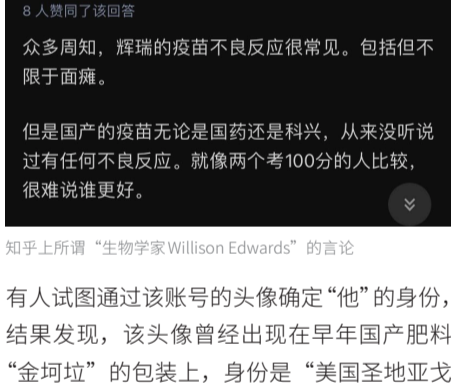 8 人赞同了该回答
众多周知，辉瑞的疫苗不良反应很常见。包括但不
限于面瘫。
但是国产的疫苗无论是国药还是科兴，从来没听说
过有任何不良反应。就像两个考100分的人比较，
很难说谁更好。
知乎上所谓“生物学家Willison Edwards”的言论
有人试图通过该账号的头像确定“他”的身份，
结果发现，该头像曾经出现在早年国产肥料
“金坷垃”的包装上，身份是“美国圣地亚戈